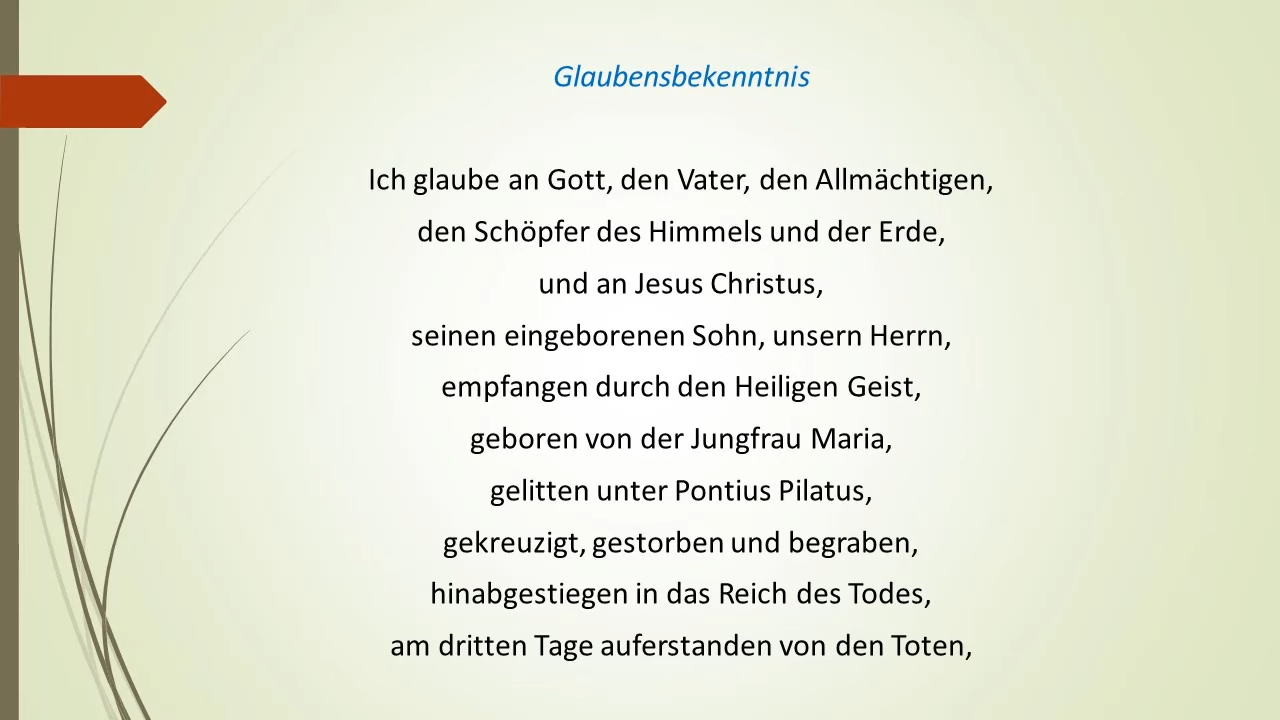 Glaubensbekenntnis
Ich glaube an Gott, den Vater, den Allmächtigen,
den Schöpfer des Himmels und der Erde,
und an Jesus Christus,
seinen eingeborenen Sohn, unsern Herrn,
empfangen durch den Heiligen Geist,
geboren von der Jungfrau Maria,
gelitten unter Pontius Pilatus,
gekreuzigt, gestorben und begraben,
hinabgestiegen in das Reich des Todes,
am dritten Tage auferstanden von den Toten,